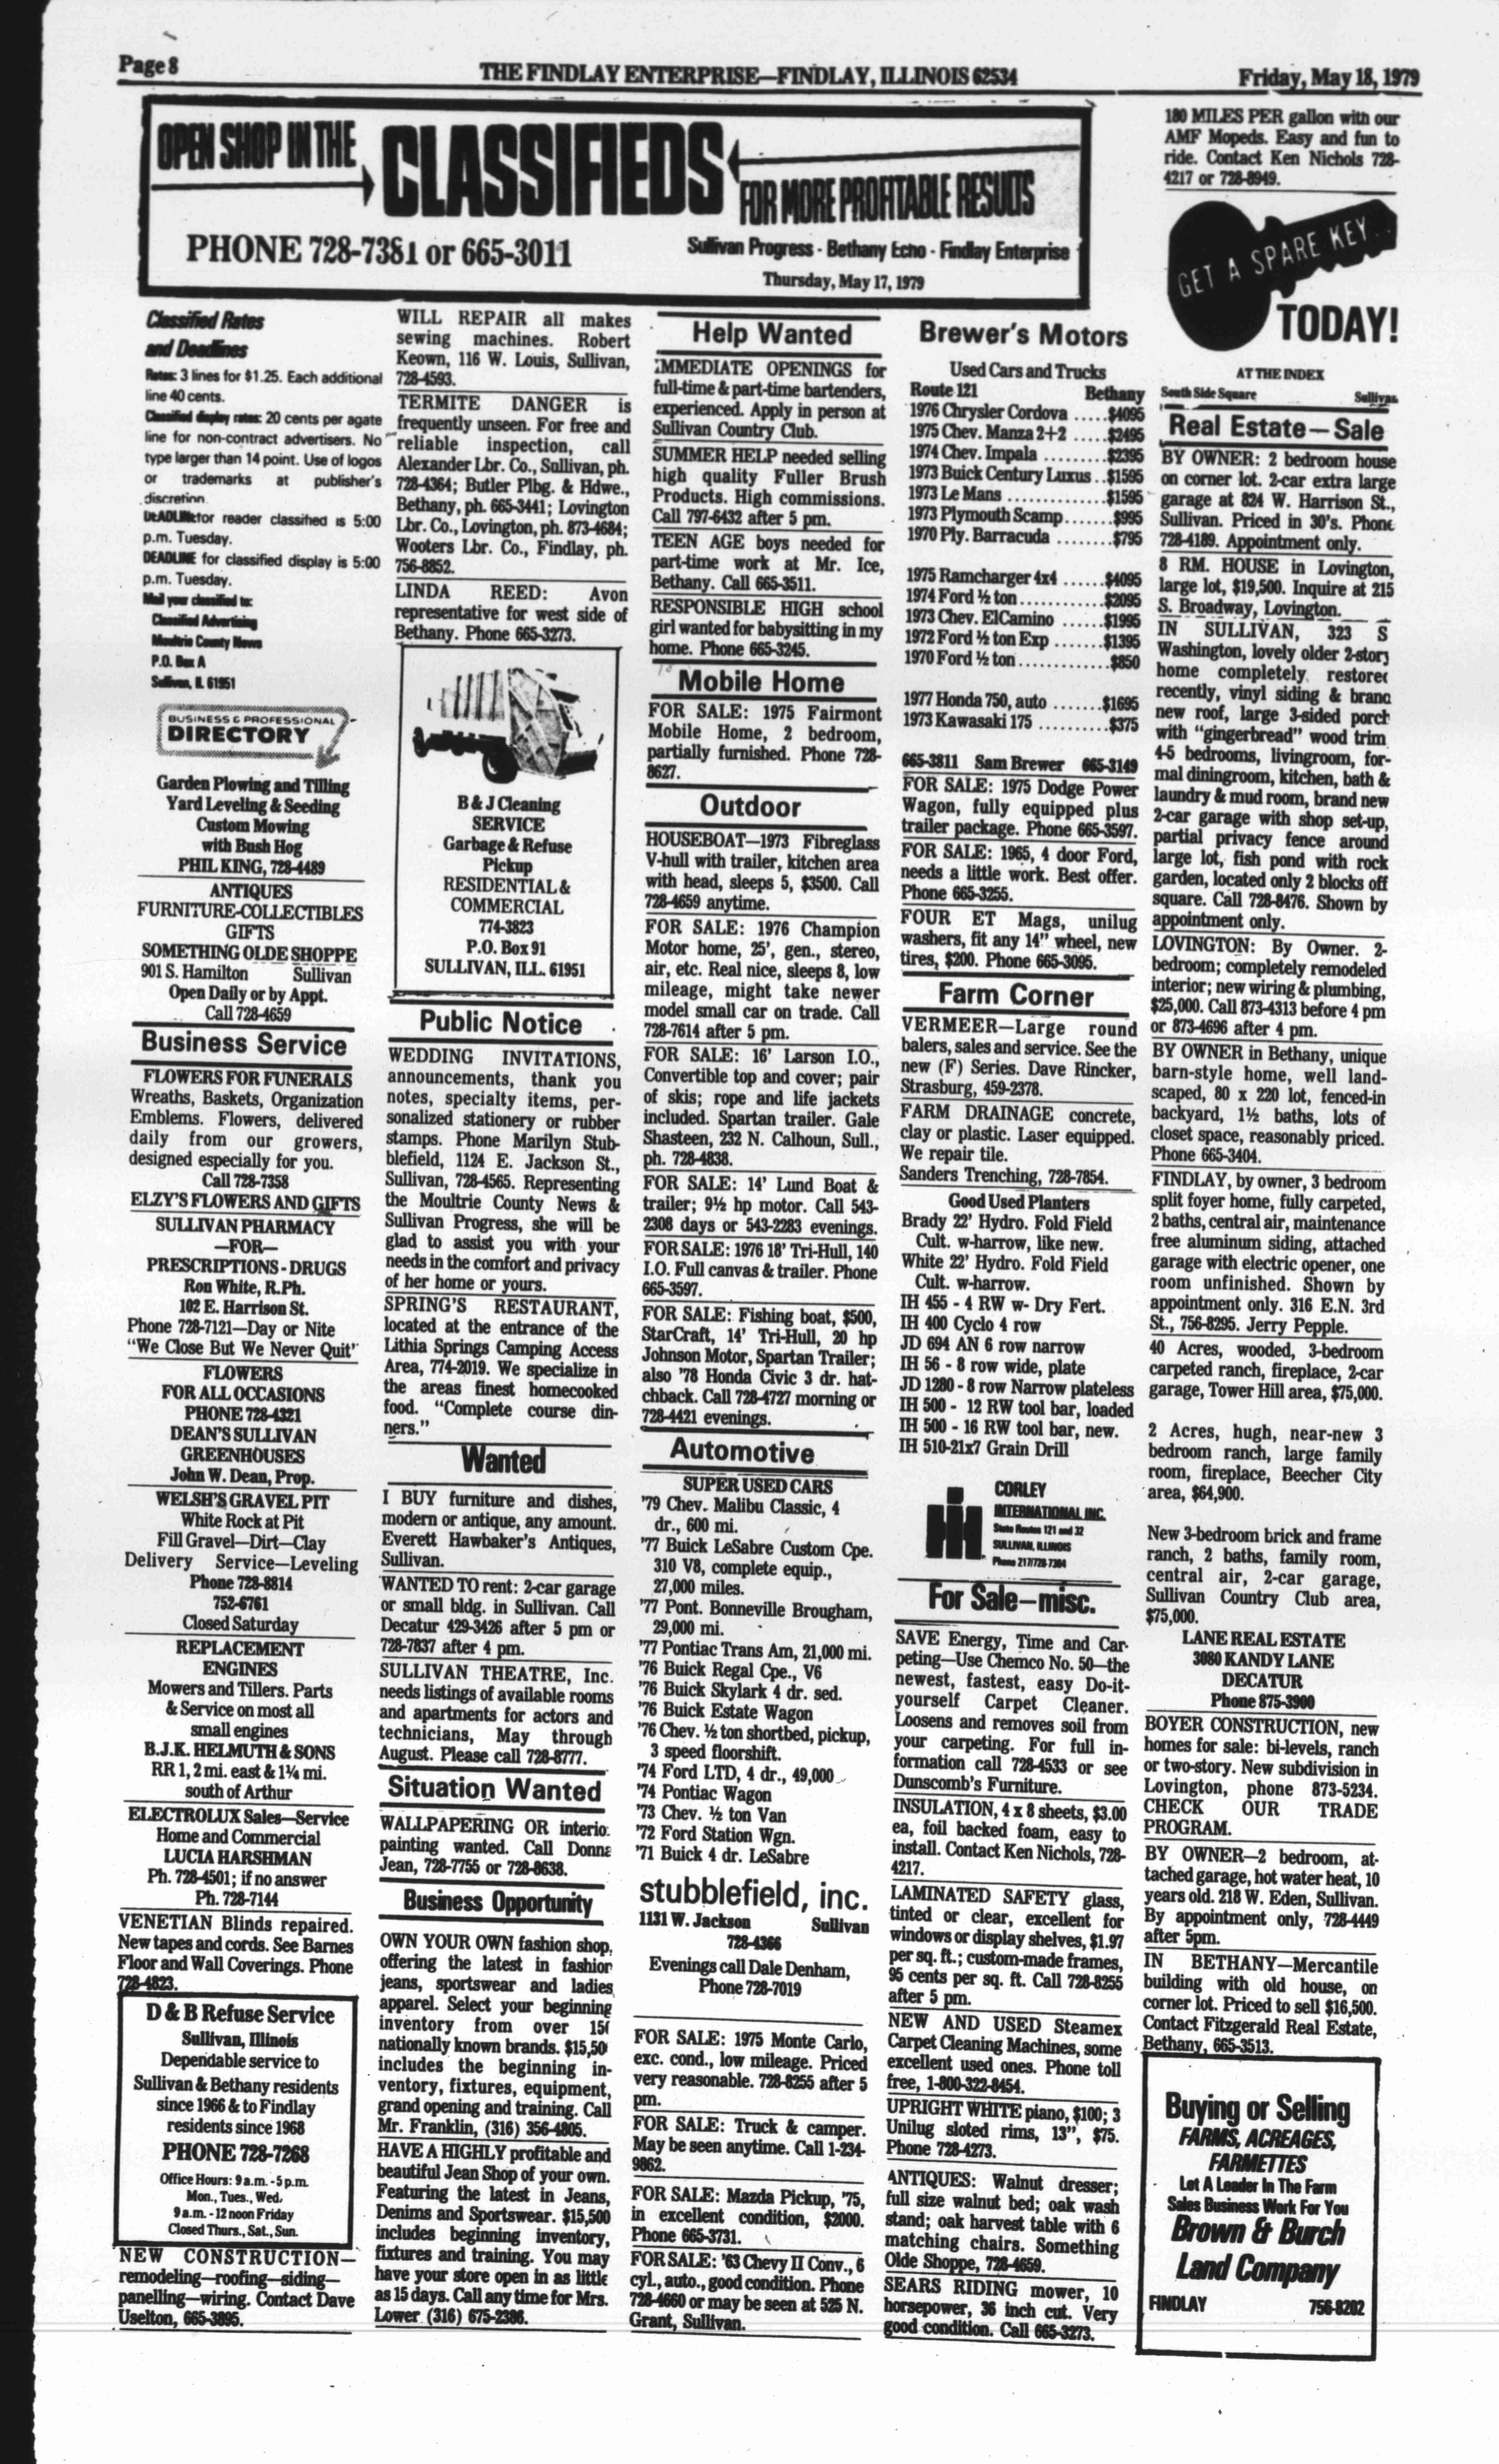 Page 8
THE FINDLAY ENTERPRISE—FINDLAY, ILLINOIS 62534
Friday, May 18, 1979
OPEN SHOP IN THE
CLASSIFIEDS
FOR MORE PROFITABLE RESULTS
PHONE 728-7381 or 665-3011
Sullivan Progress - Bethany Echo - Findlay Enterprise
Thursday, May 17, 1979
Classified Rates
and Deadlines
Rates: 3 lines for $1.25. Each additional
line 40 cents.
Classified display rates: 20 cents per agate
line for non-contract advertisers. No
type larger than 14 point. Use of logos
or trademarks at publisher's
discretion.
DEADLINE for reader classified is 5:00
p.m. Tuesday.
DEADLINE for classified display is 5:00
p.m. Tuesday.
Mail your classified to:
Classified Advertising
Moultrie County News
P.O. Box A
Sullivan, IL 61951
BUSINESS & PROFESSIONAL
DIRECTORY
Garden Plowing and Tilling
Yard Leveling & Seeding
Custom Mowing
with Bush Hog
PHIL KING, 728-4489
ANTIQUES
FURNITURE-COLLECTIBLES
GIFTS
SOMETHING OLDE SHOPPE
901 S. Hamilton Sullivan
Open Daily or by Appt.
Call 728-4659
Business Service
FLOWERS FOR FUNERALS
Wreaths, Baskets, Organization
Emblems. Flowers, delivered
daily from our growers,
designed especially for you.
Call 728-7358
ELZY'S FLOWERS AND GIFTS
SULLIVAN PHARMACY
—FOR—
PRESCRIPTIONS - DRUGS
Ron White, R.Ph.
102 E. Harrison St.
Phone 728-7121—Day or Nite
"We Close But We Never Quit"
FLOWERS
FOR ALL OCCASIONS
PHONE 728-4321
DEAN'S SULLIVAN
GREENHOUSES
John W. Dean, Prop.
WELSH'S GRAVEL PIT
White Rock at Pit
Fill Gravel—Dirt—Clay
Delivery Service—Leveling
Phone 728-8814
752-6761
Closed Saturday
REPLACEMENT
ENGINES
Mowers and Tillers. Parts
& Service on most all
small engines
B.J.K. HELMUTH & SONS
RR 1, 2 mi. east & 1¼ mi.
south of Arthur
ELECTROLUX Sales—Service
Home and Commercial
LUCIA HARSHMAN
Ph. 728-4501; if no answer
Ph. 728-7144
VENETIAN Blinds repaired.
New tapes and cords. See Barnes
Floor and Wall Coverings. Phone
728-4823.
D & B Refuse Service
Sullivan, Illinois
Dependable service to
Sullivan & Bethany residents
since 1966 & to Findlay
residents since 1968
PHONE 728-7268
Office Hours: 9 a.m. - 5 p.m.
Mon., Tues., Wed.
9 a.m. - 12 noon Friday
Closed Thurs., Sat., Sun.
NEW CONSTRUCTION—
remodeling—roofing—siding—
panelling—wiring. Contact Dave
Uselton, 665-3895.
WILL REPAIR all makes
sewing machines. Robert
Keown, 116 W. Louis, Sullivan,
728-4593.
TERMITE DANGER is
frequently unseen. For free and
reliable inspection, call
Alexander Lbr. Co., Sullivan, ph.
728-4364; Butler Plbg. & Hdwe.,
Bethany, ph. 665-3441; Lovington
Lbr. Co., Lovington, ph. 873-4684;
Wooters Lbr. Co., Findlay, ph.
756-8852.
LINDA REED: Avon
representative for west side of
Bethany. Phone 665-3273.
B & J Cleaning
SERVICE
Garbage & Refuse
Pickup
RESIDENTIAL &
COMMERCIAL
774-3823
P.O. Box 91
SULLIVAN, ILL. 61951
Public Notice
WEDDING INVITATIONS,
announcements, thank you
notes, specialty items, per-
sonalized stationery or rubber
stamps. Phone Marilyn Stub-
blefield, 1124 E. Jackson St.,
Sullivan, 728-4565. Representing
the Moultrie County News &
Sullivan Progress, she will be
glad to assist you with your
needs in the comfort and privacy
of her home or yours.
SPRING'S RESTAURANT,
located at the entrance of the
Lithia Springs Camping Access
Area, 774-2019. We specialize in
the areas finest homecooked
food. "Complete course din-
ners."
Wanted
I BUY furniture and dishes,
modern or antique, any amount.
Everett Hawbaker's Antiques,
Sullivan.
WANTED TO rent: 2-car garage
or small bldg. in Sullivan. Call
Decatur 429-3426 after 5 pm or
728-7837 after 4 pm.
SULLIVAN THEATRE, Inc.
needs listings of available rooms
and apartments for actors and
technicians, May through
August. Please call 728-8777.
Situation Wanted
WALLPAPERING OR interio
painting wanted. Call Donna
Jean, 728-7755 or 728-8638.
Business Opportunity
OWN YOUR OWN fashion shop,
offering the latest in fashion
jeans, sportswear and ladies
apparel. Select your beginning
inventory from over 150
nationally known brands. $15,50
includes the beginning in-
ventory, fixtures, equipment,
grand opening and training. Call
Mr. Franklin, (316) 356-4805.
HAVE A HIGHLY profitable and
beautiful Jean Shop of your own.
Featuring the latest in Jeans,
Denims and Sportswear. $15,500
includes beginning inventory,
fixtures and training. You may
have your store open in as little
as 15 days. Call any time for Mrs.
Lower (316) 675-2386.
Help Wanted
IMMEDIATE OPENINGS for
full-time & part-time bartenders,
experienced. Apply in person at
Sullivan Country Club.
SUMMER HELP needed selling
high quality Fuller Brush
Products. High commissions.
Call 797-6432 after 5 pm.
TEEN AGE boys needed for
part-time work at Mr. Ice,
Bethany. Call 665-3511.
RESPONSIBLE HIGH school
girl wanted for babysitting in my
home. Phone 665-3245.
Mobile Home
FOR SALE: 1975 Fairmont
Mobile Home, 2 bedroom,
partially furnished. Phone 728-
8627.
Outdoor
HOUSEBOAT—1973 Fibreglass
V-hull with trailer, kitchen area
with head, sleeps 5, $3500. Call
728-4659 anytime.
FOR SALE: 1976 Champion
Motor home, 25', gen., stereo,
air, etc. Real nice, sleeps 8, low
mileage, might take newer
model small car on trade. Call
728-7614 after 5 pm.
FOR SALE: 16' Larson I.O.,
Convertible top and cover; pair
of skis; rope and life jackets
included. Spartan trailer. Gale
Shasteen, 232 N. Calhoun, Sull.,
ph. 728-4838.
FOR SALE: 14' Lund Boat &
trailer; 9½ hp motor. Call 543-
2308 days or 543-2283 evenings.
FOR SALE: 1976 18' Tri-Hull, 140
I.O. Full canvas & trailer. Phone
665-3597.
FOR SALE: Fishing boat, $500,
StarCraft, 14' Tri-Hull, 20 hp
Johnson Motor, Spartan Trailer;
also '78 Honda Civic 3 dr. hat-
chback. Call 728-4727 morning or
728-4421 evenings.
Automotive
SUPER USED CARS
'79 Chev. Malibu Classic, 4
dr., 600 mi.
'77 Buick LeSabre Custom Cpe.
310 V8, complete equip.,
27,000 miles.
'77 Pont. Bonneville Brougham,
29,000 mi.
'77 Pontiac Trans Am, 21,000 mi.
'76 Buick Regal Cpe., V6
'76 Buick Skylark 4 dr. sed.
'76 Buick Estate Wagon
'76 Chev. ½ ton shortbed, pickup,
3 speed floorshift.
'74 Ford LTD, 4 dr., 49,000
'74 Pontiac Wagon
'73 Chev. ½ ton Van
'72 Ford Station Wgn.
'71 Buick 4 dr. LeSabre
stubblefield, inc.
1131 W. Jackson Sullivan
728-4366
Evenings call Dale Denham,
Phone 728-7019
FOR SALE: 1975 Monte Carlo,
exc. cond., low mileage. Priced
very reasonable. 728-8255 after 5
pm.
FOR SALE: Truck & camper.
May be seen anytime. Call 1-234-
9862.
FOR SALE: Mazda Pickup, '75,
in excellent condition, $2000.
Phone 665-3731.
FOR SALE: '63 Chevy II Conv., 6
cyl., auto., good condition. Phone
728-4660 or may be seen at 525 N.
Grant, Sullivan.
Brewer's Motors
Used Cars and Trucks
Route 121 Bethany
1976 Chrysler Cordova .....$4095
1975 Chev. Manza 2+2 .....$2495
1974 Chev. Impala .........$2395
1973 Buick Century Luxus ..$1595
1973 Le Mans ..............$1595
1973 Plymouth Scamp.......$995
1970 Ply. Barracuda ........$795
1975 Ramcharger 4x4 ......$4095
1974 Ford ½ ton............$2095
1973 Chev. ElCamino ......$1995
1972 Ford ½ ton Exp .......$1395
1970 Ford ½ ton.............$850
1977 Honda 750, auto .......$1695
1973 Kawasaki 175 ..........$375
665-3811 Sam Brewer 665-3149
FOR SALE: 1975 Dodge Power
Wagon, fully equipped plus
trailer package. Phone 665-3597.
FOR SALE: 1965, 4 door Ford,
needs a little work. Best offer.
Phone 665-3255.
FOUR ET Mags, unilug
washers, fit any 14" wheel, new
tires, $200. Phone 665-3095.
Farm Corner
VERMEER—Large round
balers, sales and service. See the
new (F) Series. Dave Rincker,
Strasburg, 459-2378.
FARM DRAINAGE concrete,
clay or plastic. Laser equipped.
We repair tile.
Sanders Trenching, 728-7854.
Good Used Planters
Brady 22' Hydro. Fold Field
Cult. w-harrow, like new.
White 22' Hydro. Fold Field
Cult. w-harrow.
IH 455 - 4 RW w- Dry Fert.
IH 400 Cyclo 4 row
JD 694 AN 6 row narrow
IH 56 - 8 row wide, plate
JD 1280 - 8 row Narrow plateless
IH 500 - 12 RW tool bar, loaded
IH 500 - 16 RW tool bar, new.
IH 510-21x7 Grain Drill
CORLEY
INTERNATIONAL INC.
State Routes 121 and 32
SULLIVAN, ILLINOIS
Phone 217/728-7384
For Sale—misc.
SAVE Energy, Time and Car-
peting—Use Chemco No. 50—the
newest, fastest, easy Do-it-
yourself Carpet Cleaner.
Loosens and removes soil from
your carpeting. For full in-
formation call 728-4533 or see
Dunscomb's Furniture.
INSULATION, 4 x 8 sheets, $3.00
ea, foil backed foam, easy to
install. Contact Ken Nichols, 728-
4217.
LAMINATED SAFETY glass,
tinted or clear, excellent for
windows or display shelves, $1.97
per sq. ft.; custom-made frames,
95 cents per sq. ft. Call 728-8255
after 5 pm.
NEW AND USED Steamex
Carpet Cleaning Machines, some
excellent used ones. Phone toll
free, 1-800-322-8454.
UPRIGHT WHITE piano, $100; 3
Unilug sloted rims, 13", $75.
Phone 728-4273.
ANTIQUES: Walnut dresser;
full size walnut bed; oak wash
stand; oak harvest table with 6
matching chairs. Something
Olde Shoppe, 728-4659.
SEARS RIDING mower, 10
horsepower, 36 inch cut. Very
good condition. Call 665-3273.
180 MILES PER gallon with our
AMF Mopeds. Easy and fun to
ride. Contact Ken Nichols 728-
4217 or 728-8949.
GET A SPARE KEY...
TODAY!
AT THE INDEX
South Side Square Sullivan
Real Estate—Sale
BY OWNER: 2 bedroom house
on corner lot. 2-car extra large
garage at 824 W. Harrison St.,
Sullivan. Priced in 30's. Phone
728-4189. Appointment only.
8 RM. HOUSE in Lovington,
large lot, $19,500. Inquire at 215
S. Broadway, Lovington.
IN SULLIVAN, 323 S
Washington, lovely older 2-story
home completely restored
recently, vinyl siding & brand
new roof, large 3-sided porch
with "gingerbread" wood trim
4-5 bedrooms, livingroom, for-
mal diningroom, kitchen, bath &
laundry & mud room, brand new
2-car garage with shop set-up,
partial privacy fence around
large lot, fish pond with rock
garden, located only 2 blocks off
square. Call 728-8476. Shown by
appointment only.
LOVINGTON: By Owner. 2-
bedroom; completely remodeled
interior; new wiring & plumbing,
$25,000. Call 873-4313 before 4 pm
or 873-4696 after 4 pm.
BY OWNER in Bethany, unique
barn-style home, well land-
scaped, 80 x 220 lot, fenced-in
backyard, 1½ baths, lots of
closet space, reasonably priced.
Phone 665-3404.
FINDLAY, by owner, 3 bedroom
split foyer home, fully carpeted,
2 baths, central air, maintenance
free aluminum siding, attached
garage with electric opener, one
room unfinished. Shown by
appointment only. 316 E.N. 3rd
St., 756-8295. Jerry Pepple.
40 Acres, wooded, 3-bedroom
carpeted ranch, fireplace, 2-car
garage, Tower Hill area, $75,000.
2 Acres, hugh, near-new 3
bedroom ranch, large family
room, fireplace, Beecher City
area, $64,900.
New 3-bedroom brick and frame
ranch, 2 baths, family room,
central air, 2-car garage,
Sullivan Country Club area,
$75,000.
LANE REAL ESTATE
3080 KANDY LANE
DECATUR
Phone 875-3900
BOYER CONSTRUCTION, new
homes for sale: bi-levels, ranch
or two-story. New subdivision in
Lovington, phone 873-5234.
CHECK OUR TRADE
PROGRAM.
BY OWNER—2 bedroom, at-
tached garage, hot water heat, 10
years old. 218 W. Eden, Sullivan.
By appointment only, 728-4449
after 5pm.
IN BETHANY—Mercantile
building with old house, on
corner lot. Priced to sell $16,500.
Contact Fitzgerald Real Estate,
Bethany, 665-3513.
Buying or Selling
FARMS, ACREAGES,
FARMETTES
Let A Leader In The Farm
Sales Business Work For You
Brown & Burch
Land Company
FINDLAY 756-8202